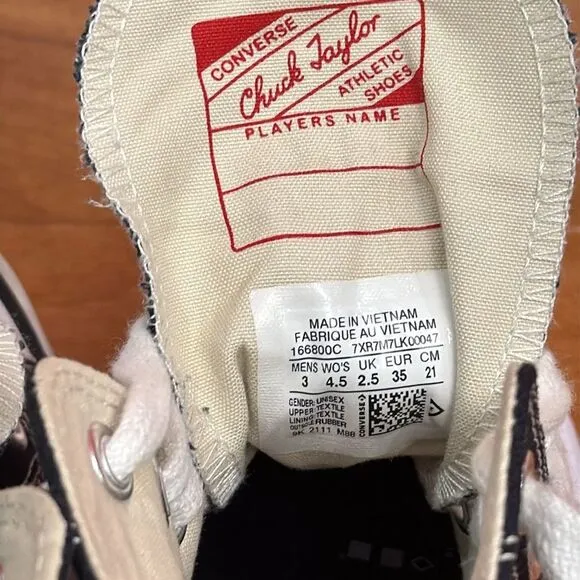 CONVERSE
Chuck Taylor
ATHLETIC
SHOES
PLAYERS NAME
MADE IN VIETNAM
FABRIQUE AU VIETNAM
166800C 7XR7M7LK00047
MENS WO'S UK EUR CM
3 4.5 2.5 35 21
GENDER: UNISEX
UPPER: TEXTILE
LINING: TEXTILE
RUBBER
2111
CONVERSE